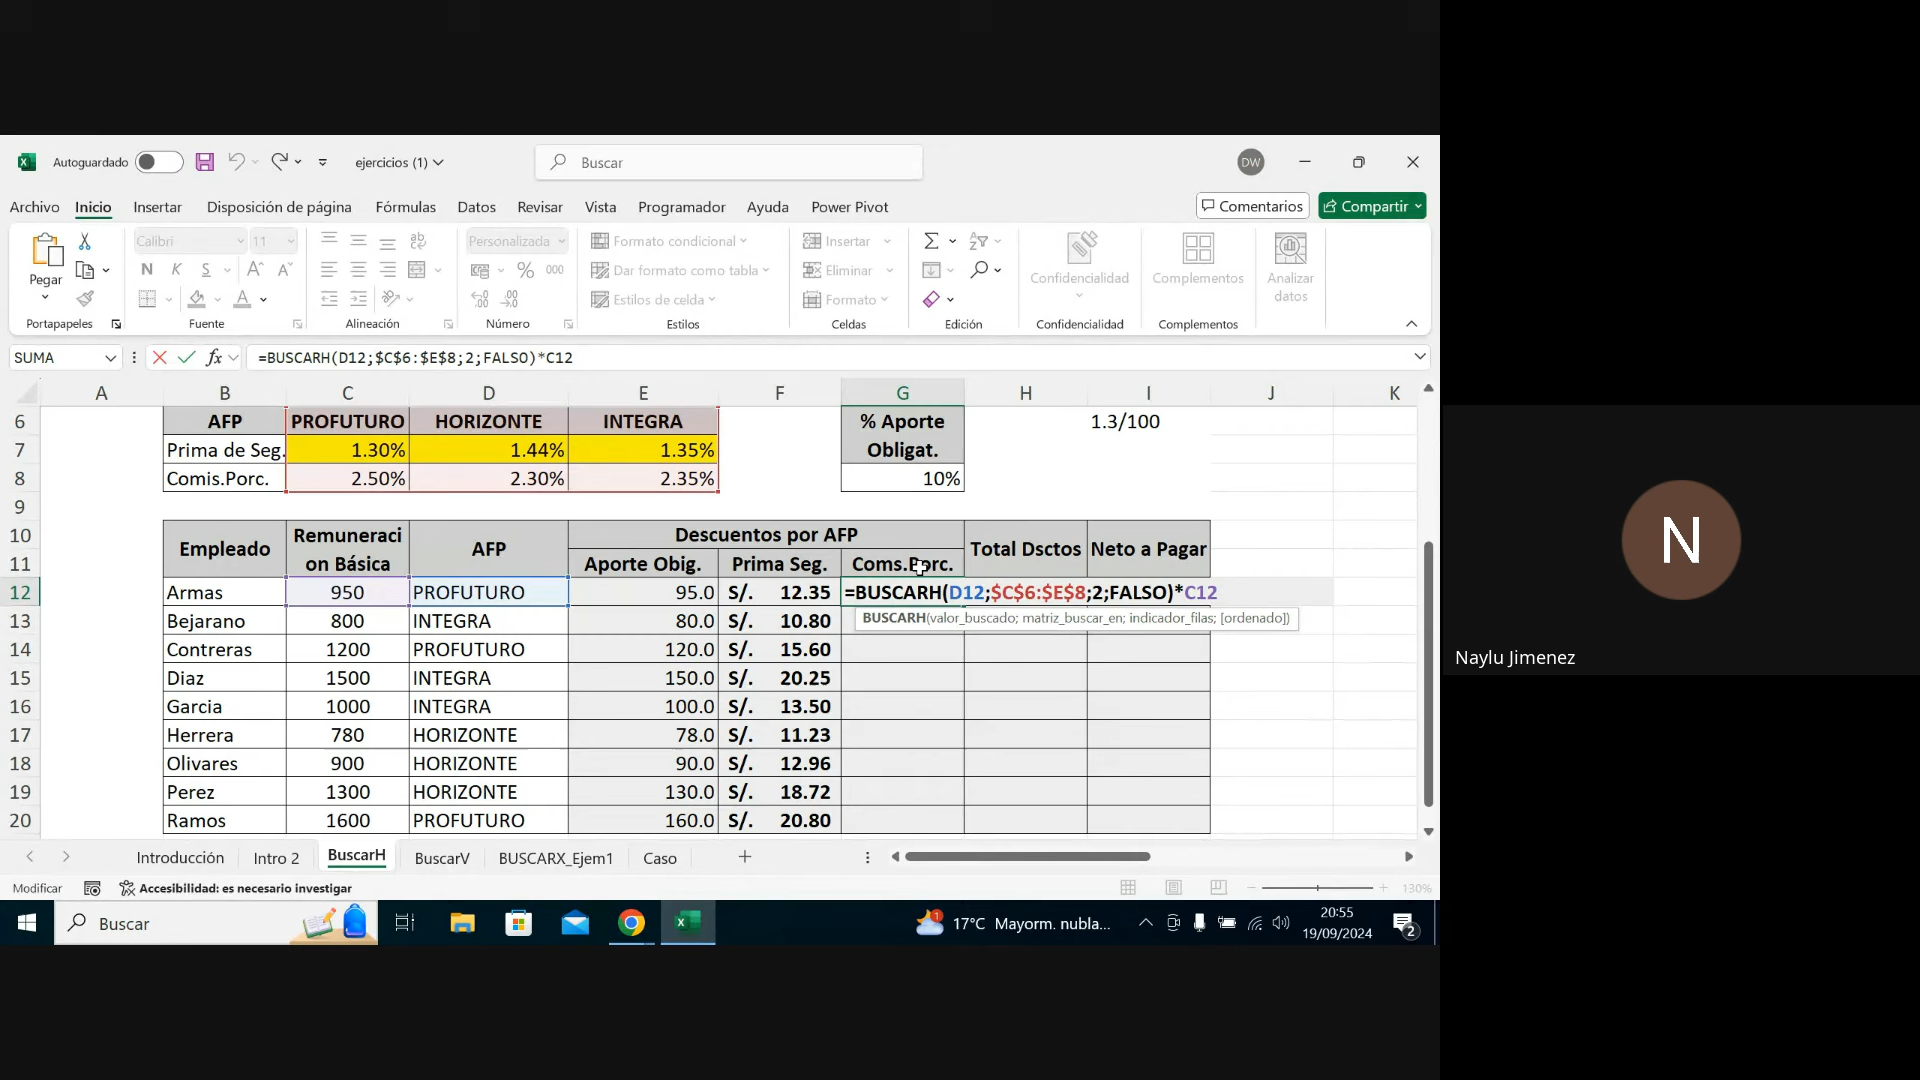 Autoguardado
ejercicios (1)
Buscar
DW
Archivo Inicio Insertar Disposición de página Fórmulas Datos Revisar Vista Programador Ayuda Power Pivot
Comentarios
Compartir
Pegar
Calibri 11
N K S
Personalizada
% 000
Formato condicional
Dar formato como tabla
Estilos de celda
Insertar
Eliminar
Formato
Confidencialidad
Complementos
Analizar
datos
Portapapeles Fuente Alineación Número Estilos Celdas Edición Confidencialidad Complementos
SUMA fx =BUSCARH(D12;$C$6:$E$8;2;FALSO)*C12
A B C D E F G H I J K
6 AFP PROFUTURO HORIZONTE INTEGRA % Aporte 1.3/100
7 Prima de Seg. 1.30% 1.44% 1.35% Obligat.
8 Comis.Porc. 2.50% 2.30% 2.35% 10%
9
10 Empleado Remuneraci AFP Descuentos por AFP Total Dsctos Neto a Pagar
11 on Básica Aporte Obig. Prima Seg. Coms.Porc.
12 Armas 950 PROFUTURO 95.0 S/. 12.35 =BUSCARH(D12;$C$6:$E$8;2;FALSO)*C12
13 Bejarano 800 INTEGRA 80.0 S/. 10.80 BUSCARH(valor_buscado; matriz_buscar_en; indicador_filas; [ordenado])
14 Contreras 1200 PROFUTURO 120.0 S/. 15.60
15 Diaz 1500 INTEGRA 150.0 S/. 20.25
16 Garcia 1000 INTEGRA 100.0 S/. 13.50
17 Herrera 780 HORIZONTE 78.0 S/. 11.23
18 Olivares 900 HORIZONTE 90.0 S/. 12.96
19 Perez 1300 HORIZONTE 130.0 S/. 18.72
20 Ramos 1600 PROFUTURO 160.0 S/. 20.80
Introducción Intro 2 BuscarH BuscarV BUSCARX_Ejem1 Caso
Modificar Accesibilidad: es necesario investigar 130%
Buscar
1
17°C Mayorm. nubla...
20:55
19/09/2024
2
N
Naylu Jimenez